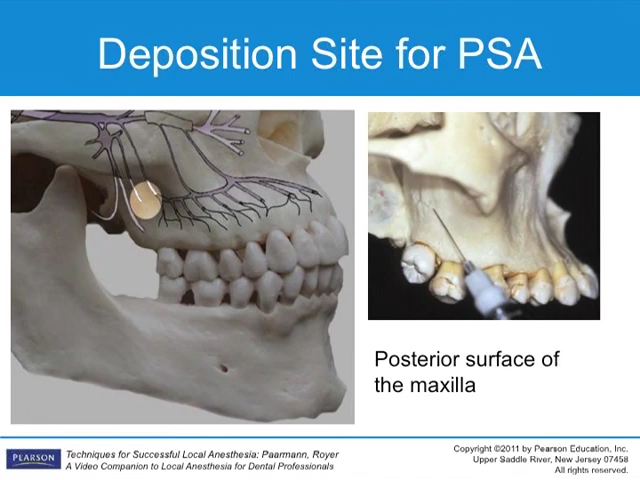 Deposition Site for PSA
Posterior surface of
the maxilla
PEARSON
Techniques for Successful Local Anesthesia: Paarmann, Royer
A Video Companion to Local Anesthesia for Dental Professionals
Copyright ©2011 by Pearson Education, Inc.
Upper Saddle River, New Jersey 07458
All rights reserved.